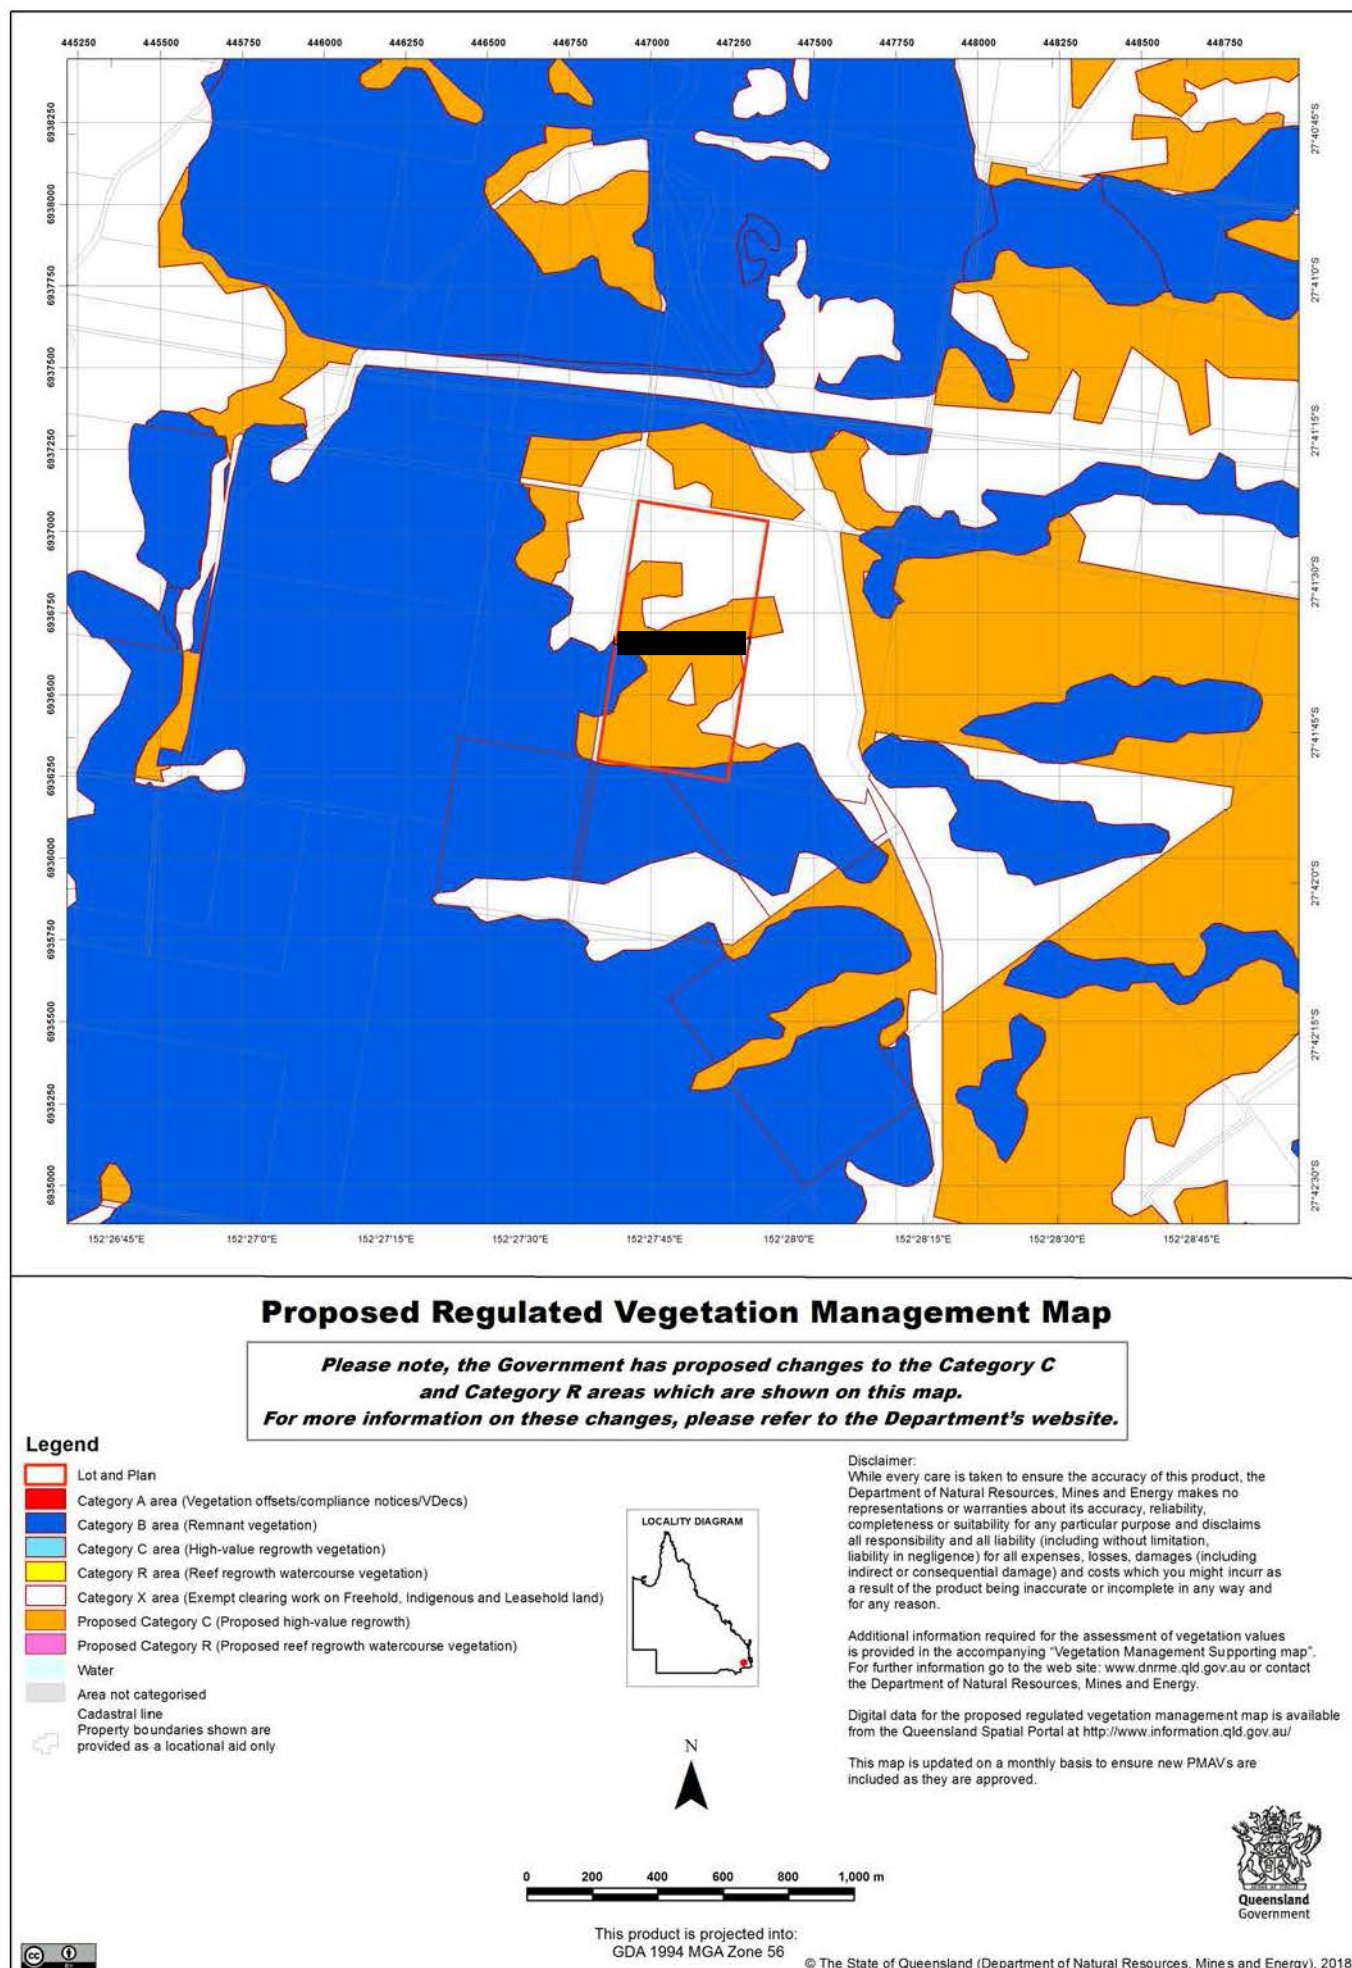 445250 445500 445750 446000 446250 446500 446750 447000 447250 447500 447750 448000 448250 448500 448750
6938250
6938000
6937750
6937500
6937250
6937000
6936750
6936500
6936250
6936000
6935750
6935500
6935250
6935000
27°40'45"S
27°41'0"S
27°41'15"S
27°41'30"S
27°41'45"S
27°42'0"S
27°42'15"S
27°42'30"S
152°26'45"E 152°27'0"E 152°27'15"E 152°27'30"E 152°27'45"E 152°28'0"E 152°28'15"E 152°28'30"E 152°28'45"E
Proposed Regulated Vegetation Management Map
Please note, the Government has proposed changes to the Category C
and Category R areas which are shown on this map.
For more information on these changes, please refer to the Department's website.
Legend
Lot and Plan
Category A area (Vegetation offsets/compliance notices/VDecs)
Category B area (Remnant vegetation)
Category C area (High-value regrowth vegetation)
Category R area (Reef regrowth watercourse vegetation)
Category X area (Exempt clearing work on Freehold, Indigenous and Leasehold land)
Proposed Category C (Proposed high-value regrowth)
Proposed Category R (Proposed reef regrowth watercourse vegetation)
Water
Area not categorised
Cadastral line
Property boundaries shown are
provided as a locational aid only
LOCALITY DIAGRAM
N
0 200 400 600 800 1,000 m
This product is projected into:
GDA 1994 MGA Zone 56
Disclaimer:
While every care is taken to ensure the accuracy of this product, the
Department of Natural Resources, Mines and Energy makes no
representations or warranties about its accuracy, reliability,
completeness or suitability for any particular purpose and disclaims
all responsibility and all liability (including without limitation,
liability in negligence) for all expenses, losses, damages (including
indirect or consequential damage) and costs which you might incurr as
a result of the product being inaccurate or incomplete in any way and
for any reason.
Additional information required for the assessment of vegetation values
is provided in the accompanying "Vegetation Management Supporting map".
For further information go to the web site: www.dnrme.qld.gov.au or contact
the Department of Natural Resources, Mines and Energy.
Digital data for the proposed regulated vegetation management map is available
from the Queensland Spatial Portal at http://www.information.qld.gov.au/
This map is updated on a monthly basis to ensure new PMAVs are
included as they are approved.
Queensland
Government
cc
BY
© The State of Queensland (Department of Natural Resources, Mines and Energy), 2018